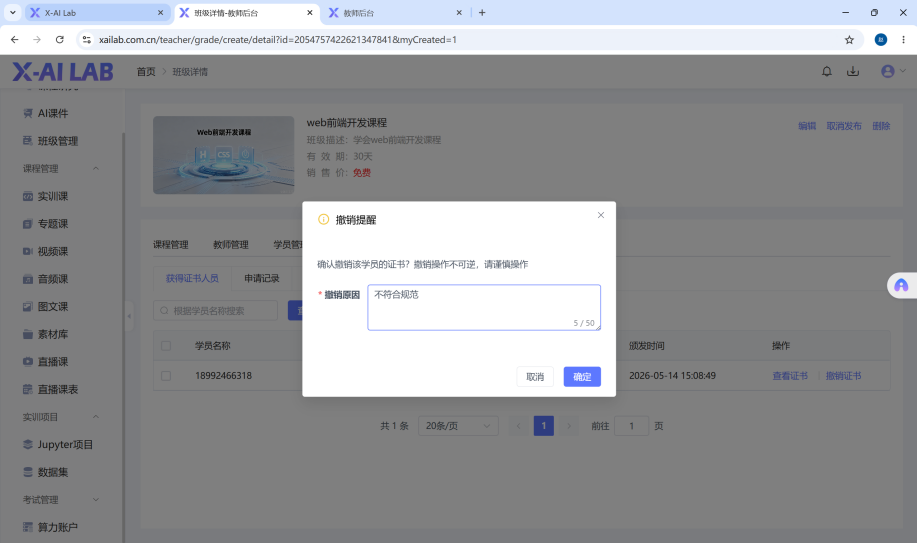 X-AI Lab
班级详情-教师后台
教师后台
xailab.com.cn/teacher/grade/create/detail?id=2054757422621347841&myCreated=1
X-AI LAB
首页
班级详情
AI课件
班级管理
课程管理
实训课
专题课
视频课
音频课
图文课
素材库
直播课
直播课表
实训项目
Jupyter项目
数据集
考试管理
算力账户
Web前端开发课程
CSS
web前端开发课程
班级描述：学会web前端开发课程
有 效 期：30天
销 售 价：免费
编辑 取消发布 删除
课程管理 教师管理 学员管
获得证书人员 申请记录
根据学员名称搜索
学员名称 颁发时间 操作
18992466318 2026-05-14 15:08:49 查看证书 撤销证书
共 1 条 20条/页 1 前往 1 页
撤销提醒
确认撤销该学员的证书？撤销操作不可逆，请谨慎操作
* 撤销原因 不符合规范
5 / 50
取消 确定